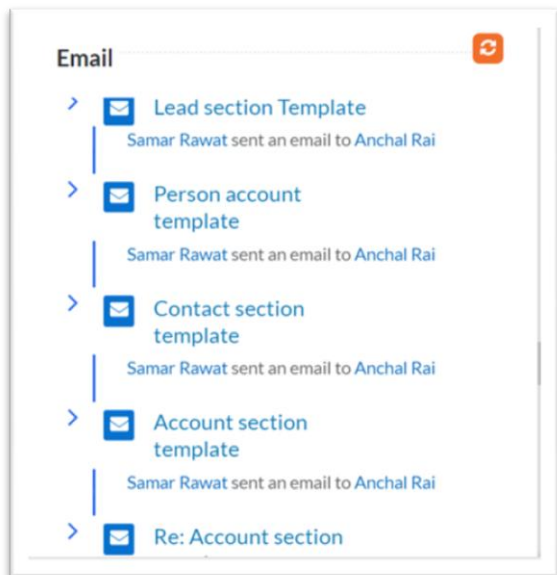 Email
Lead section Template
Samar Rawat sent an email to Anchal Rai
Person account
template
Samar Rawat sent an email to Anchal Rai
Contact section
template
Samar Rawat sent an email to Anchal Rai
Account section
template
Samar Rawat sent an email to Anchal Rai
Re: Account section